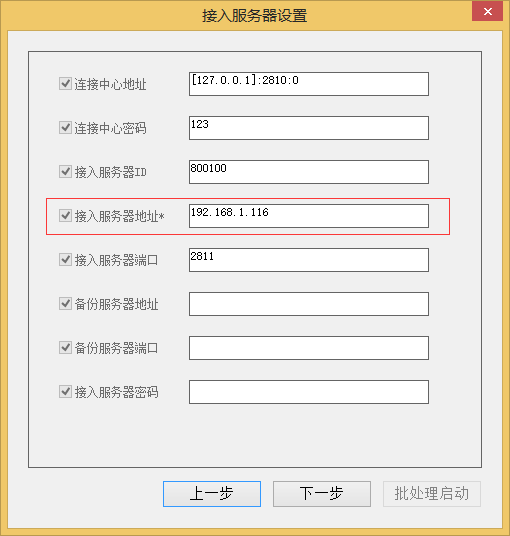 接入服务器设置
连接中心地址 [127.0.0.1]:2810:0
连接中心密码 123
接入服务器ID 800100
接入服务器地址* 192.168.1.116
接入服务器端口 2811
备份服务器地址
备份服务器端口
接入服务器密码
上一步 下一步 批处理启动